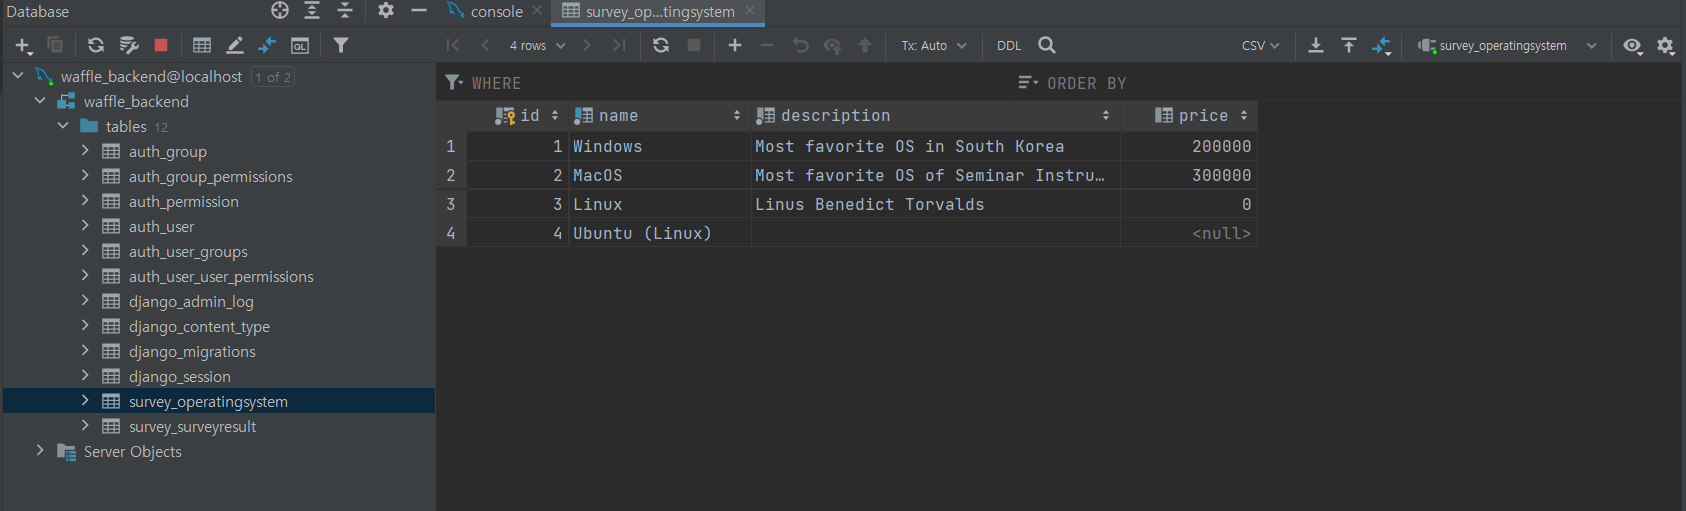 Database
console
survey_op...tingsystem
4 rows
Tx: Auto
DDL
CSV
survey_operatingsystem
waffle_backend@localhost 1 of 2
waffle_backend
tables 12
auth_group
auth_group_permissions
auth_permission
auth_user
auth_user_groups
auth_user_user_permissions
django_admin_log
django_content_type
django_migrations
django_session
survey_operatingsystem
survey_surveyresult
Server Objects
QL
WHERE
ORDER BY
id name description price
1 1 Windows Most favorite OS in South Korea 200000
2 2 MacOS Most favorite OS of Seminar Instru... 300000
3 3 Linux Linus Benedict Torvalds 0
4 4 Ubuntu (Linux) <null>